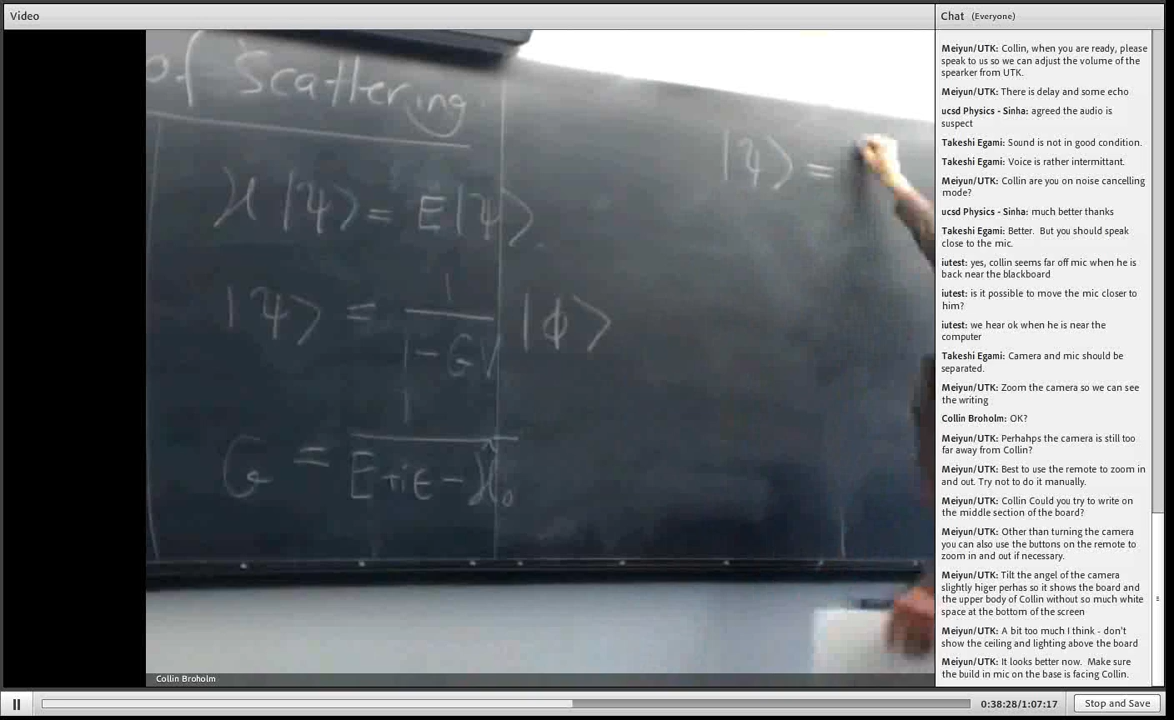 Video
of Scattering
H |ψ⟩ = E|ψ⟩.
|ψ⟩ = 1/(1-GV) |ϕ⟩
G = 1/(E+iϵ-H₀)
|ψ⟩ =
Collin Broholm
Chat (Everyone)
Meiyun/UTK: Collin, when you are ready, please
speak to us so we can adjust the volume of the
spearker from UTK.
Meiyun/UTK: There is delay and some echo
ucsd Physics - Sinha: agreed the audio is
suspect
Takeshi Egami: Sound is not in good condition.
Takeshi Egami: Voice is rather intermittant.
Meiyun/UTK: Collin are you on noise cancelling
mode?
ucsd Physics - Sinha: much better thanks
Takeshi Egami: Better. But you should speak
close to the mic.
iutest: yes, collin seems far off mic when he is
back near the blackboard
iutest: is it possible to move the mic closer to
him?
iutest: we hear ok when he is near the
computer
Takeshi Egami: Camera and mic should be
separated.
Meiyun/UTK: Zoom the camera so we can see
the writing
Collin Broholm: OK?
Meiyun/UTK: Perhahps the camera is still too
far away from Collin?
Meiyun/UTK: Best to use the remote to zoom in
and out. Try not to do it manually.
Meiyun/UTK: Collin Could you try to write on
the middle section of the board?
Meiyun/UTK: Other than turning the camera
you can also use the buttons on the remote to
zoom in and out if necessary.
Meiyun/UTK: Tilt the angel of the camera
slightly higer perhas so it shows the board and
the upper body of Collin without so much white
space at the bottom of the screen
Meiyun/UTK: A bit too much I think - don't
show the ceiling and lighting above the board
Meiyun/UTK: It looks better now. Make sure
the build in mic on the base is facing Collin.
0:38:28/1:07:17
Stop and Save